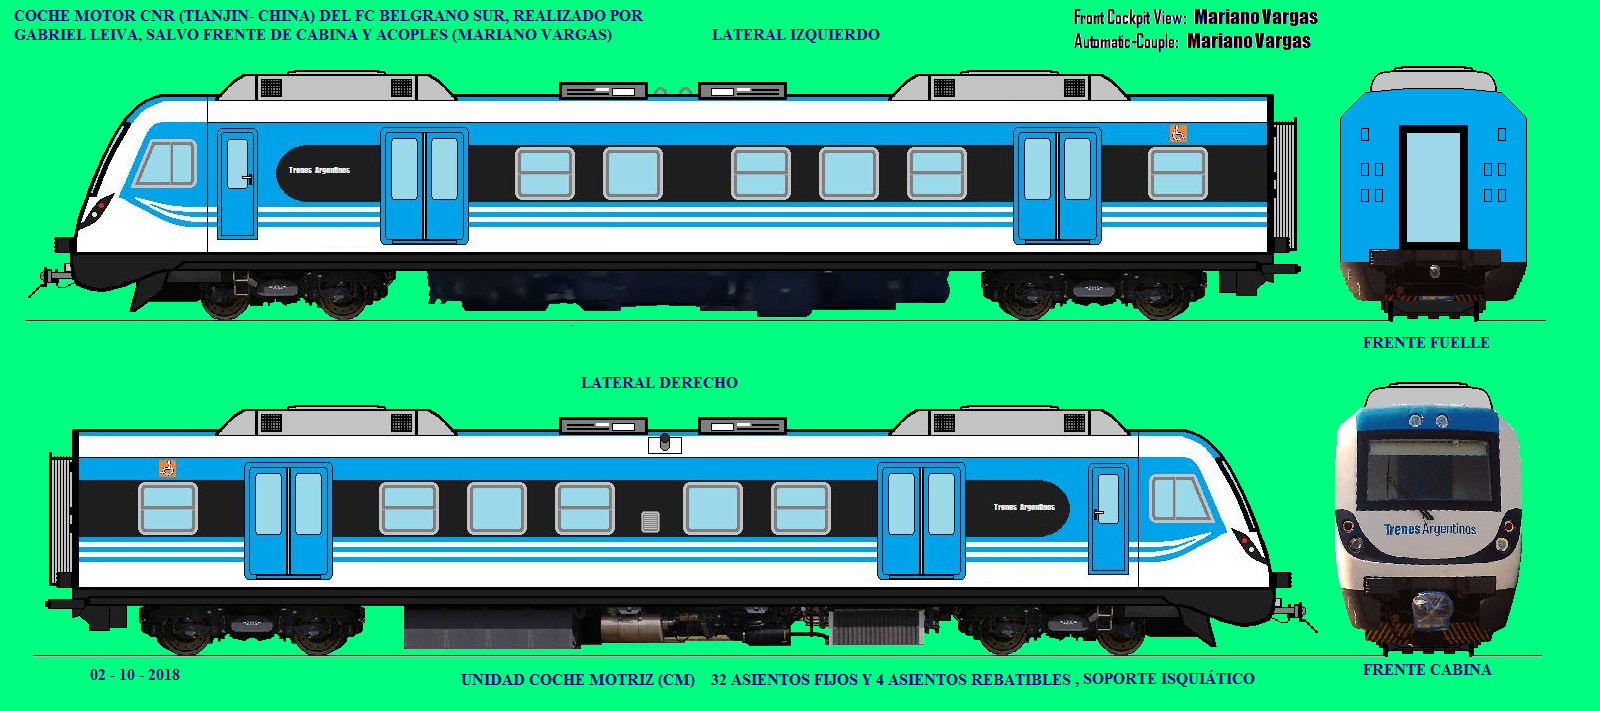 COCHE MOTOR CNR (TIANJIN- CHINA) DEL FC BELGRANO SUR, REALIZADO POR
GABRIEL LEIVA, SALVO FRENTE DE CABINA Y ACOPLES (MARIANO VARGAS)
LATERAL IZQUIERDO
Front Cockpit View: Mariano Vargas
Automatic-Couple: Mariano Vargas
Trenes Argentinos
FRENTE FUELLE
LATERAL DERECHO
Trenes Argentinos
Trenes Argentinos
FRENTE CABINA
02 - 10 - 2018
UNIDAD COCHE MOTRIZ (CM) 32 ASIENTOS FIJOS Y 4 ASIENTOS REBATIBLES , SOPORTE ISQUIÁTICO